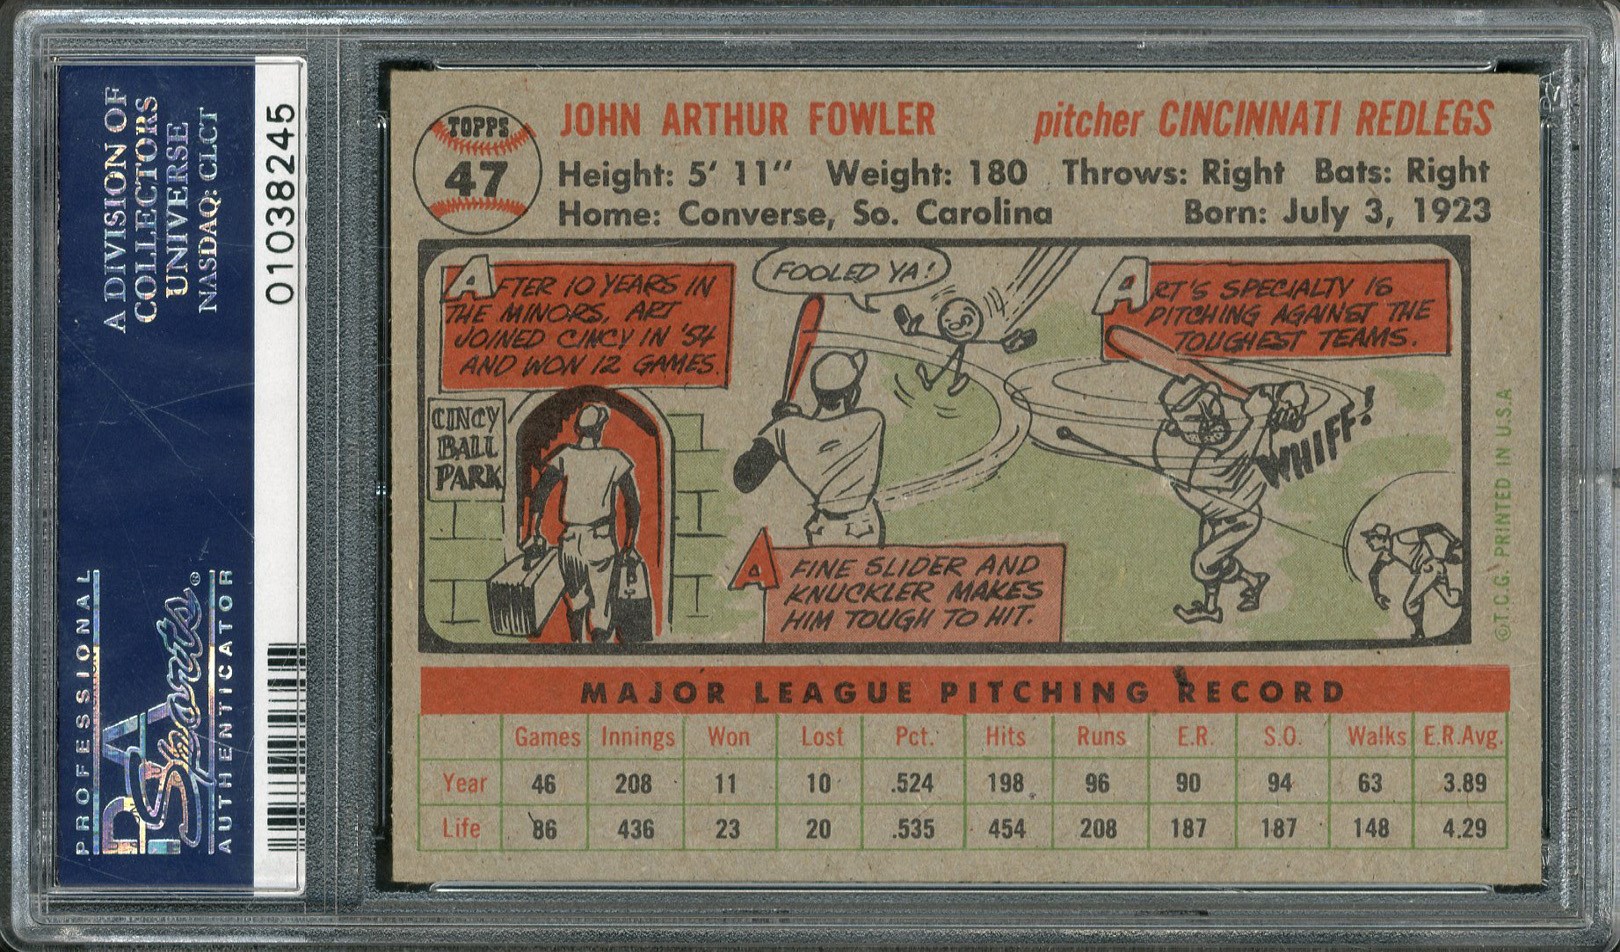 A DIVISION OF
COLLECTORS
UNIVERSE
NASDAQ: CLCT
01038245
PROFESSIONAL
PSA
Sports ®
AUTHENTICATOR
TOPPS
47
JOHN ARTHUR FOWLER pitcher CINCINNATI REDLEGS
Height: 5' 11" Weight: 180 Throws: Right Bats: Right
Home: Converse, So. Carolina Born: July 3, 1923
AFTER 10 YEARS IN
THE MINORS, ART
JOINED CINCY IN '54
AND WON 12 GAMES.
CINCY
BALL
PARK
FOOLED YA!
A FINE SLIDER AND
KNUCKLER MAKES
HIM TOUGH TO HIT.
ART'S SPECIALTY IS
PITCHING AGAINST THE
TOUGHEST TEAMS.
WHIFF!
©T.C.G. PRINTED IN U.S.A
MAJOR LEAGUE PITCHING RECORD
Games Innings Won Lost Pct. Hits Runs E.R. S.O. Walks E.R.Avg.
Year 46 208 11 10 .524 198 96 90 94 63 3.89
Life 86 436 23 20 .535 454 208 187 187 148 4.29